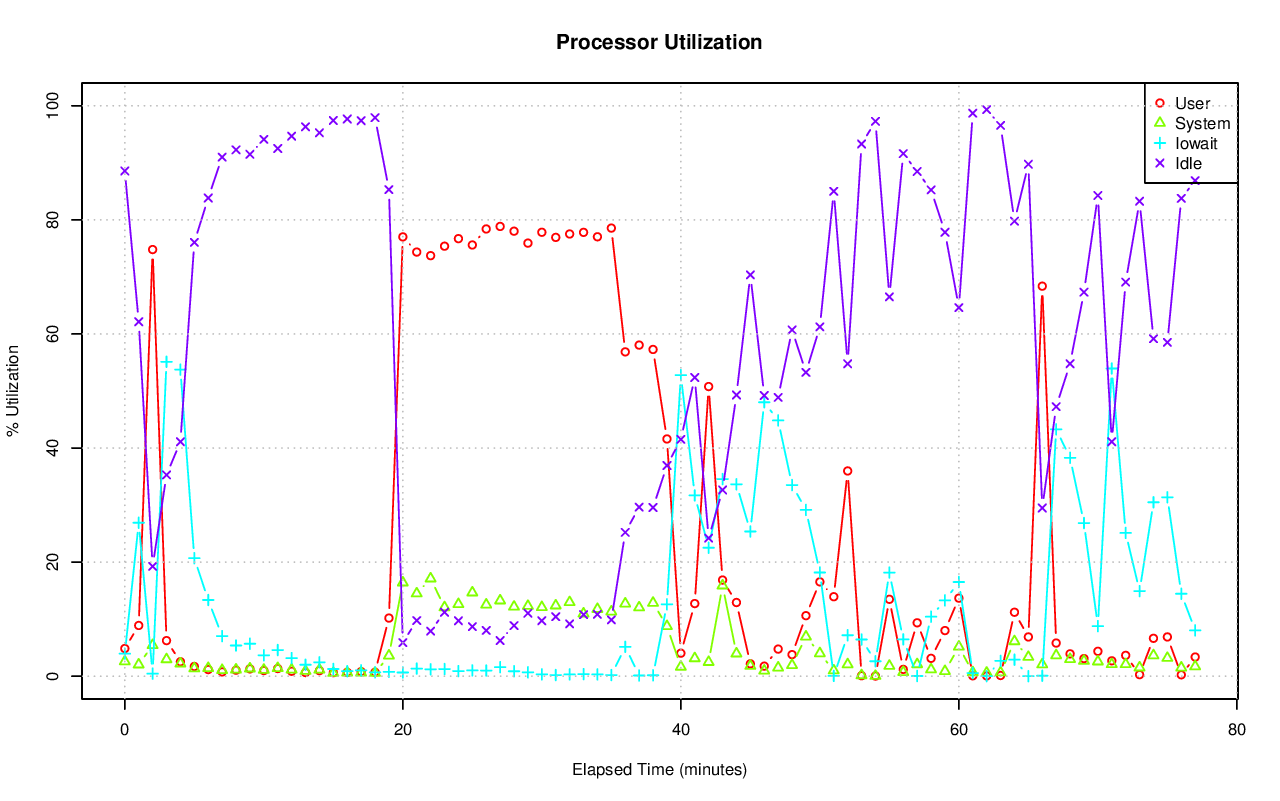 Processor Utilization
% Utilization
100
80
60
40
20
0
User
System
Iowait
Idle
0 20 40 60 80
Elapsed Time (minutes)